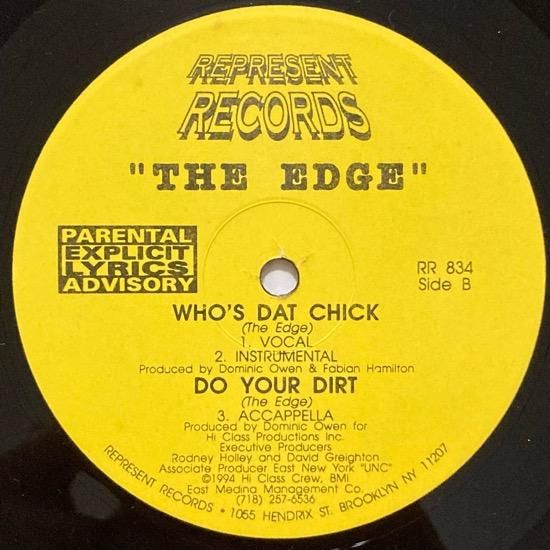 REPRESENT
RECORDS
"THE EDGE"
PARENTAL
EXPLICIT
LYRICS
ADVISORY
RR 834
Side B
WHO'S DAT CHICK
(The Edge)
1. VOCAL
2. INSTRUMENTAL
Produced by Dominic Owen & Fabian Hamilton
DO YOUR DIRT
(The Edge)
3. ACCAPPELLA
Produced by Dominic Owen for
Hi Class Productions Inc.
Executive Producers
Rodney Holley and David Greighton
Associate Producer East New York "UNC"
©1994 Hi Class Crew, BMI
East Medina Management Co.
(718) 257-6536
REPRESENT RECORDS • 1055 HENDRIX ST. BROOKLYN NY 11207